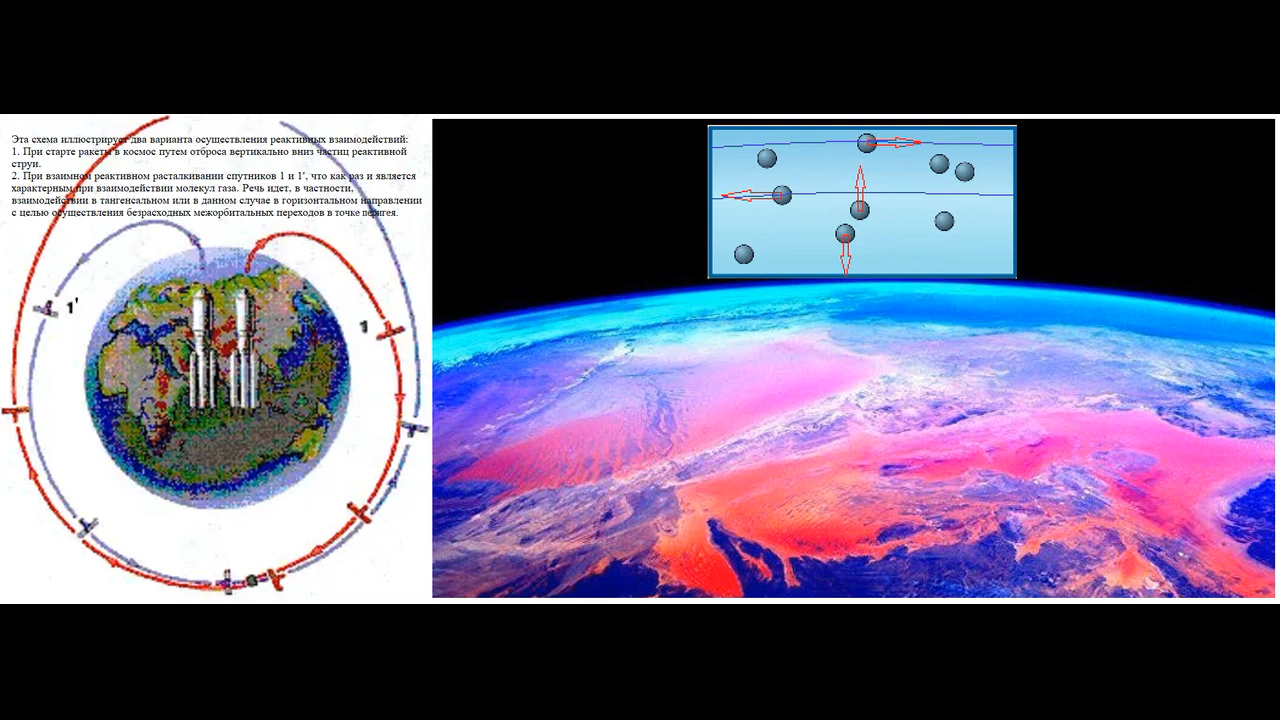 Эта схема иллюстрирует два варианта осуществления реактивных взаимодействий:
1. При старте ракеты в космос путем отброса вертикально вниз частиц реактивной
струи.
2. При взаимном реактивном расталкивании спутников 1 и 1', что как раз и является
характерным при взаимодействии молекул газа. Речь идет, в частности,
взаимодействии в тангенсальном или в данном случае в горизонтальном направлении
с целью осуществления безрасходных межорбитальных переходов в точке перигея.
1'
1